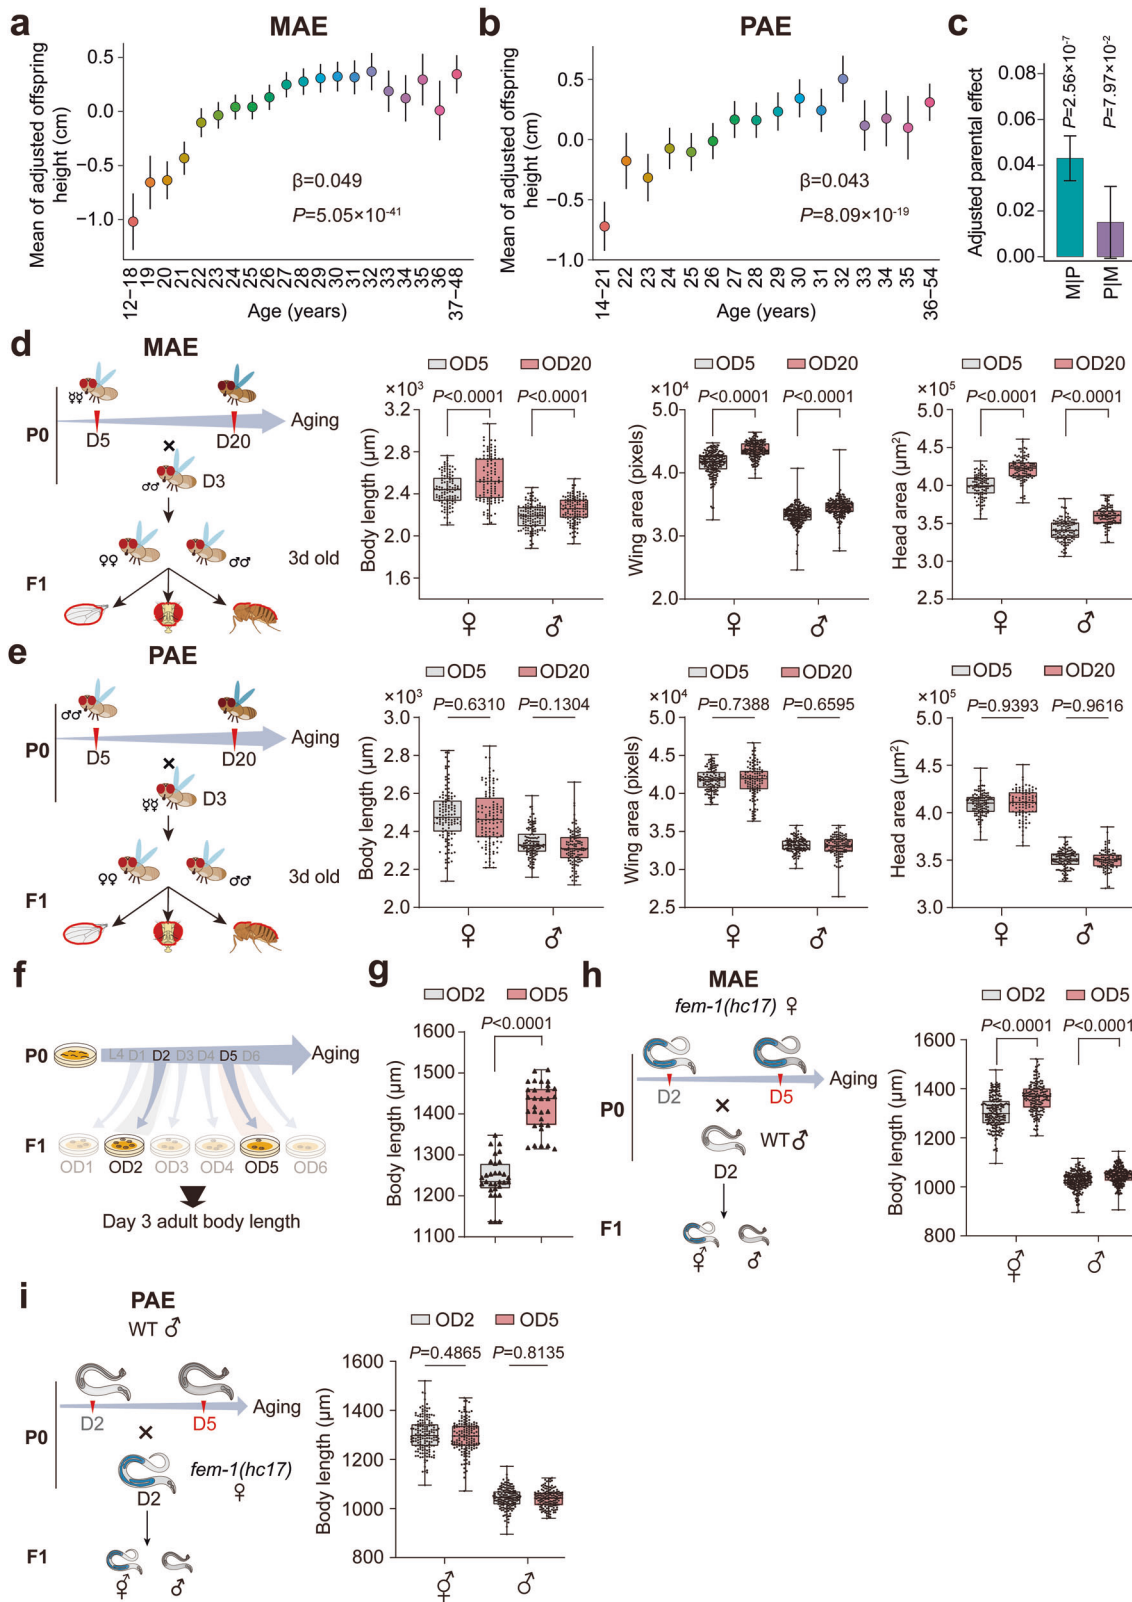 a
MAE
Mean of adjusted offspring
height (cm)
0.5
0.0
−0.5
−1.0
β=0.049
P=5.05×10⁻⁴¹
12–18
19
20
21
22
23
24
25
26
27
28
29
30
31
32
33
34
35
36
37–48
Age (years)
b
PAE
Mean of adjusted offspring
height (cm)
0.5
0.0
−0.5
−1.0
β=0.043
P=8.09×10⁻¹⁹
14–21
22
23
24
25
26
27
28
29
30
31
32
33
34
35
36–54
Age (years)
c
P=2.56×10⁻⁷
P=7.97×10⁻²
Adjusted parental effect
0.08
0.06
0.04
0.02
0.00
M|P
P|M
d
MAE
P0
☿☿
D5
D20
Aging
×
♂♂
D3
♀♀
♂♂
3d old
F1
OD5
OD20
×10³
P<0.0001
P<0.0001
Body length (µm)
3.2
2.8
2.4
2.0
1.6
♀
♂
OD5
OD20
×10⁴
P<0.0001
P<0.0001
Wing area (pixels)
5.0
4.0
3.0
2.0
♀
♂
OD5
OD20
×10⁵
P<0.0001
P<0.0001
Head area (µm²)
5.0
4.5
4.0
3.5
3.0
2.5
♀
♂
e
PAE
P0
♂♂
D5
D20
Aging
×
☿☿
D3
♀♀
♂♂
3d old
F1
OD5
OD20
×10³
P=0.6310
P=0.1304
Body length (µm)
3.0
2.8
2.6
2.4
2.2
2.0
♀
♂
OD5
OD20
×10⁴
P=0.7388
P=0.6595
Wing area (pixels)
5.0
4.5
4.0
3.5
3.0
2.5
♀
♂
OD5
OD20
×10⁵
P=0.9393
P=0.9616
Head area (µm²)
5.0
4.5
4.0
3.5
3.0
♀
♂
f
P0
L4
D1
D2
D3
D4
D5
D6
Aging
F1
OD1
OD2
OD3
OD4
OD5
OD6
Day 3 adult body length
g
OD2
OD5
P<0.0001
Body length (µm)
1600
1500
1400
1300
1200
1100
h
MAE
fem-1(hc17) ♀
D2
D5
Aging
P0
×
WT ♂
D2
F1
⚥
♂
OD2
OD5
P<0.0001
P<0.0001
Body length (µm)
1600
1400
1200
1000
800
⚥
♂
i
PAE
WT ♂
D2
D5
Aging
P0
×
fem-1(hc17)
♀
D2
F1
⚥
♂
OD2
OD5
P=0.4865
P=0.8135
Body length (µm)
1600
1400
1200
1000
800
⚥
♂